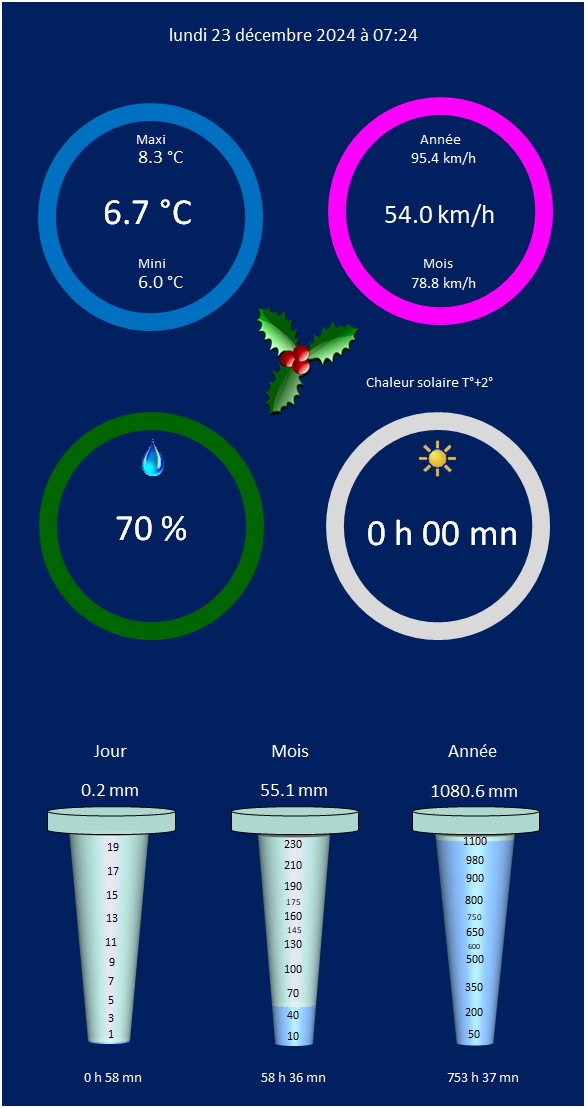 lundi 23 décembre 2024 à 07:24
Maxi
8.3 °C
6.7 °C
Mini
6.0 °C
Année
95.4 km/h
54.0 km/h
Mois
78.8 km/h
Chaleur solaire T°+2°
70 %
0 h 00 mn
Jour
0.2 mm
19
17
15
13
11
9
7
5
3
1
0 h 58 mn
Mois
55.1 mm
230
210
190
175
160
145
130
100
70
40
10
58 h 36 mn
Année
1080.6 mm
1100
980
900
800
750
650
600
500
350
200
50
753 h 37 mn